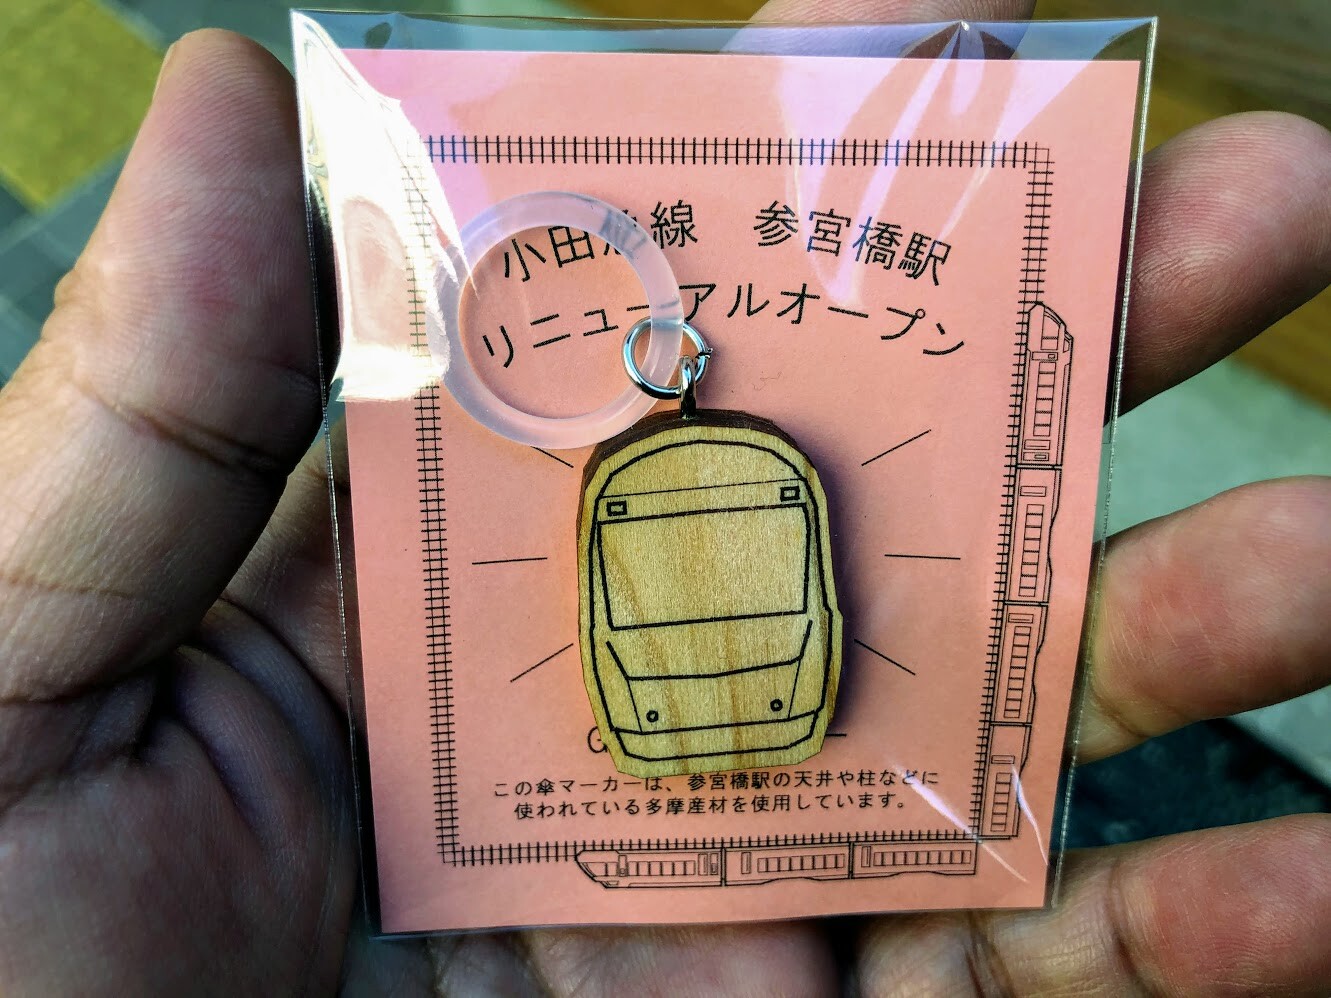 小田急線　参宮橋駅
リニューアルオープン
この傘マーカーは、参宮橋駅の天井や柱などに
使われている多摩産材を使用しています。